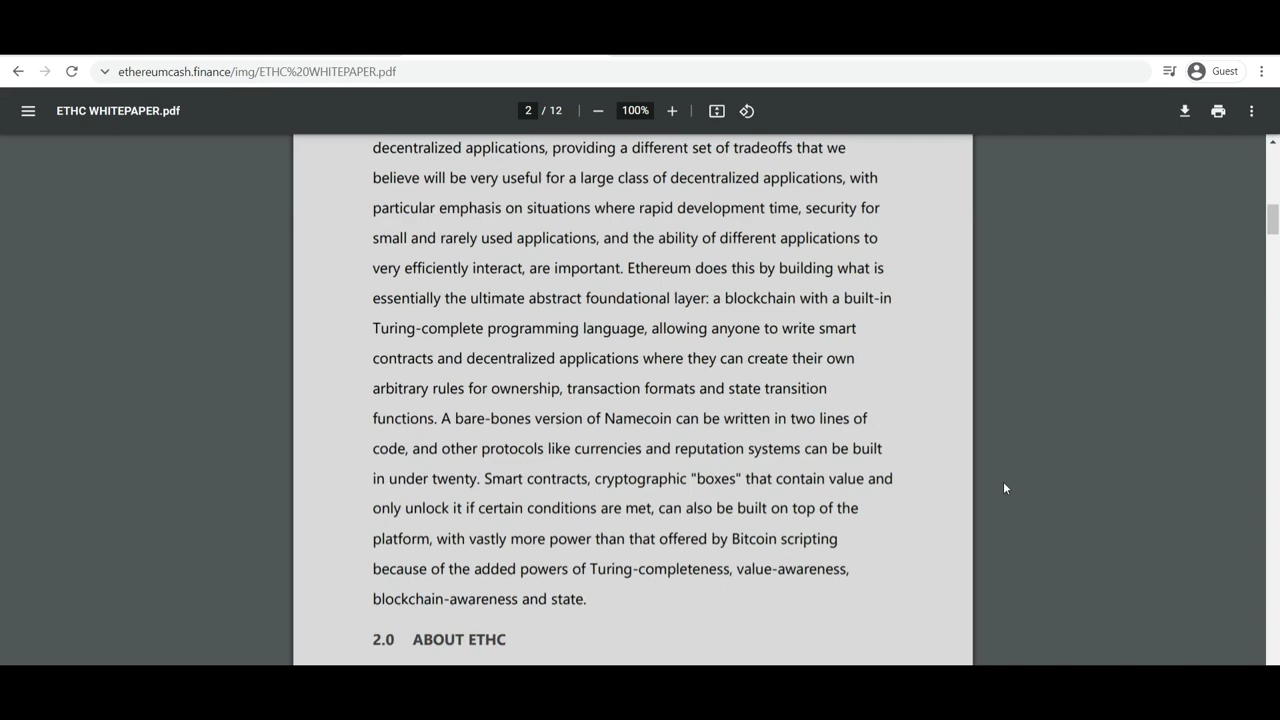 ethereumcash.finance/img/ETHC%20WHITEPAPER.pdf
Guest
ETHC WHITEPAPER.pdf
2 / 12
100%
decentralized applications, providing a different set of tradeoffs that we
believe will be very useful for a large class of decentralized applications, with
particular emphasis on situations where rapid development time, security for
small and rarely used applications, and the ability of different applications to
very efficiently interact, are important. Ethereum does this by building what is
essentially the ultimate abstract foundational layer: a blockchain with a built-in
Turing-complete programming language, allowing anyone to write smart
contracts and decentralized applications where they can create their own
arbitrary rules for ownership, transaction formats and state transition
functions. A bare-bones version of Namecoin can be written in two lines of
code, and other protocols like currencies and reputation systems can be built
in under twenty. Smart contracts, cryptographic "boxes" that contain value and
only unlock it if certain conditions are met, can also be built on top of the
platform, with vastly more power than that offered by Bitcoin scripting
because of the added powers of Turing-completeness, value-awareness,
blockchain-awareness and state.
2.0 ABOUT ETHC